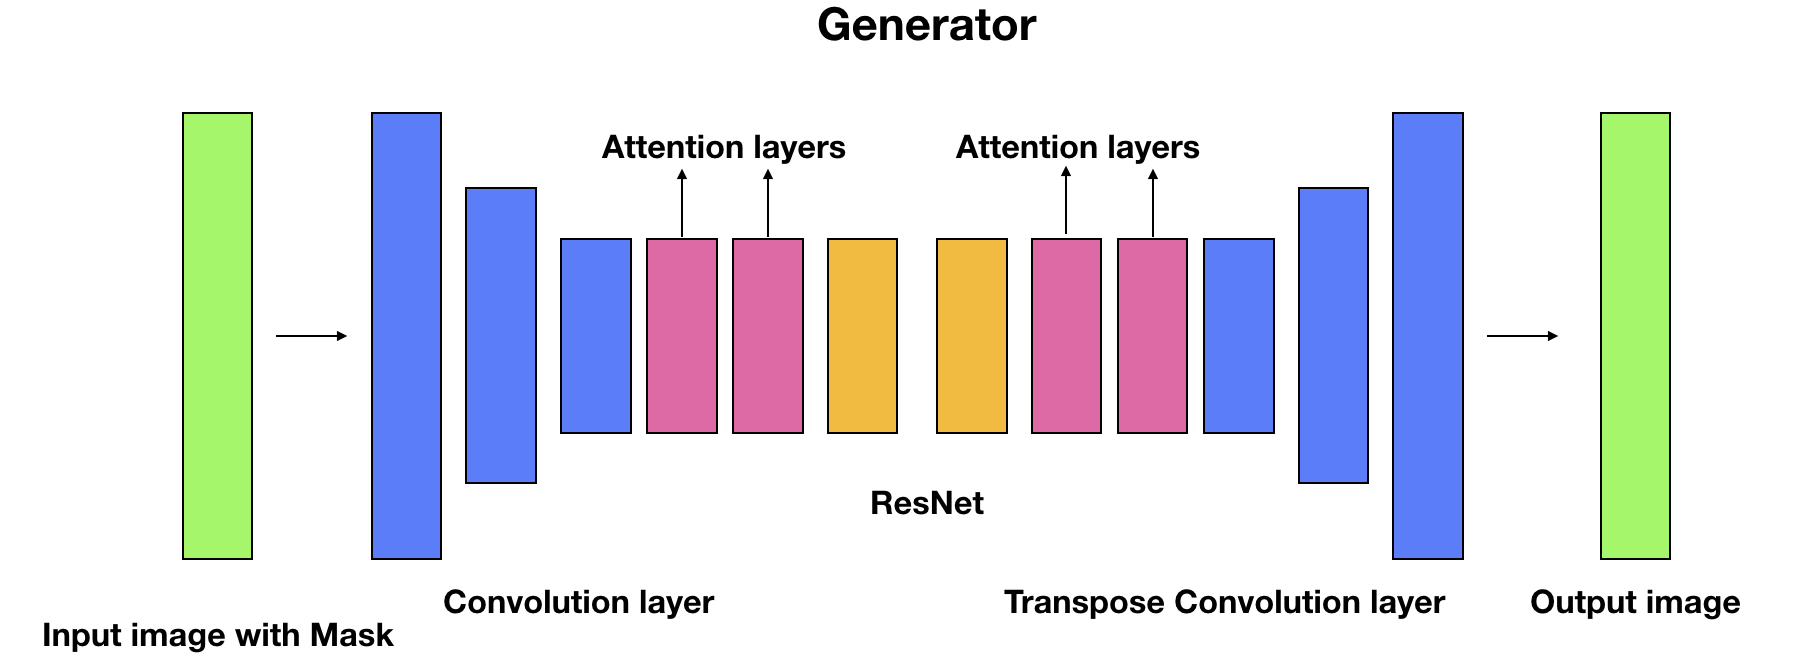 Generator
Attention layers
Attention layers
ResNet
Convolution layer
Transpose Convolution layer
Output image
Input image with Mask